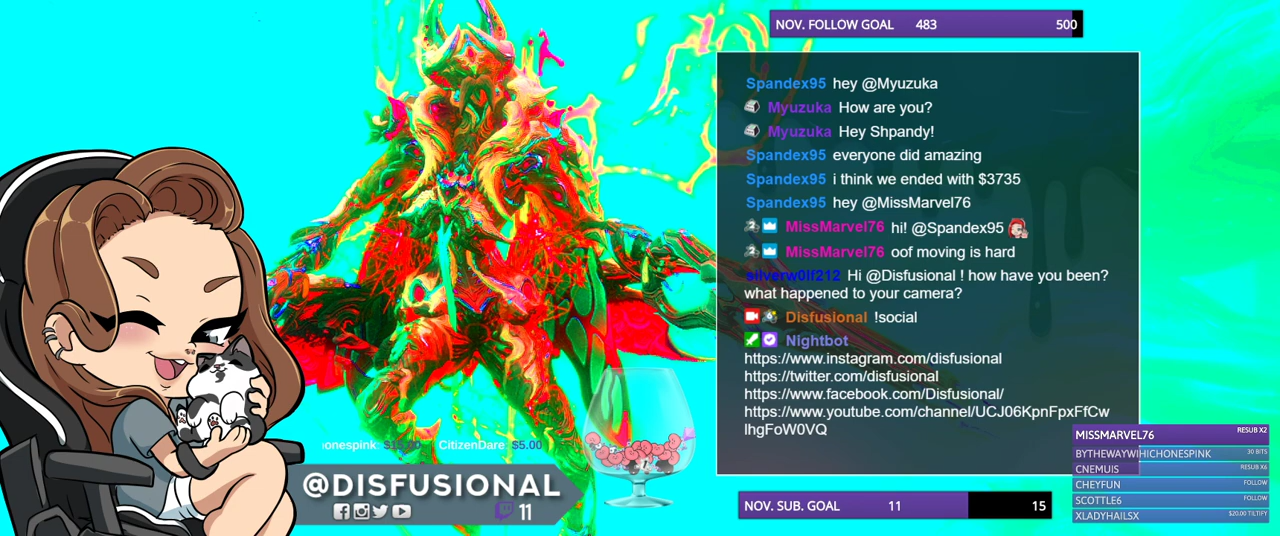 NOV. FOLLOW GOAL 483 500
Spandex95 hey @Myuzuka
Myuzuka How are you?
Myuzuka Hey Shpandy!
Spandex95 everyone did amazing
Spandex95 i think we ended with $3735
Spandex95 hey @MissMarvel76
MissMarvel76 hi! @Spandex95
MissMarvel76 oof moving is hard
silverw0lf212 Hi @Disfusional ! how have you been?
what happened to your camera?
Disfusional !social
Nightbot
https://www.instagram.com/disfusional
https://twitter.com/disfusional
https://www.facebook.com/Disfusional/
https://www.youtube.com/channel/UCJ06KpnFpxFfCw
lhgFoW0VQ
onespink: CitizenDare: $5.00
@DISFUSIONAL
11
NOV. SUB. GOAL 11 15
MISSMARVEL76 RESUB X2
BYTHEWAYWIHICHONESPINK 30 BITS
CNEMUIS RESUB X6
CHEYFUN FOLLOW
SCOTTLE6 FOLLOW
XLADYHAILSX $20.00 TILTIFY